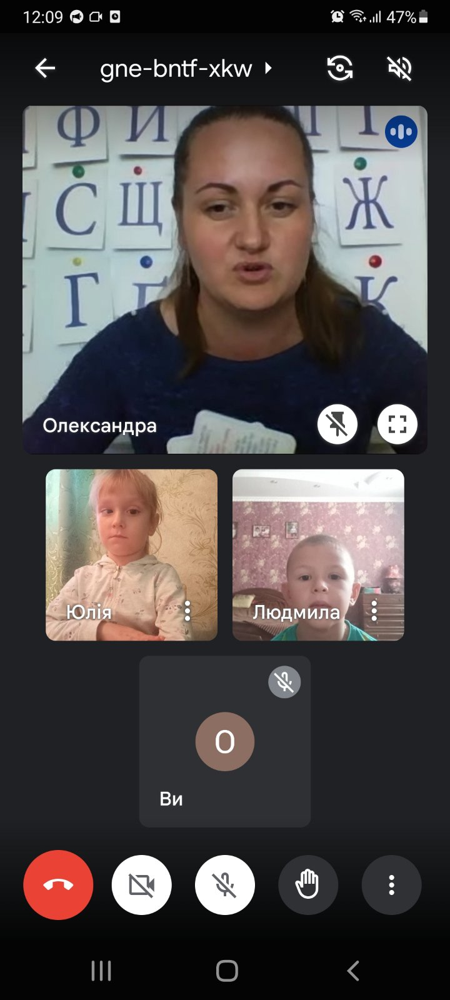 12:09 47%
gne-bntf-xkw
Ф И
С Щ Ж
Г К
Олександра
Юлія Людмила
О
Ви